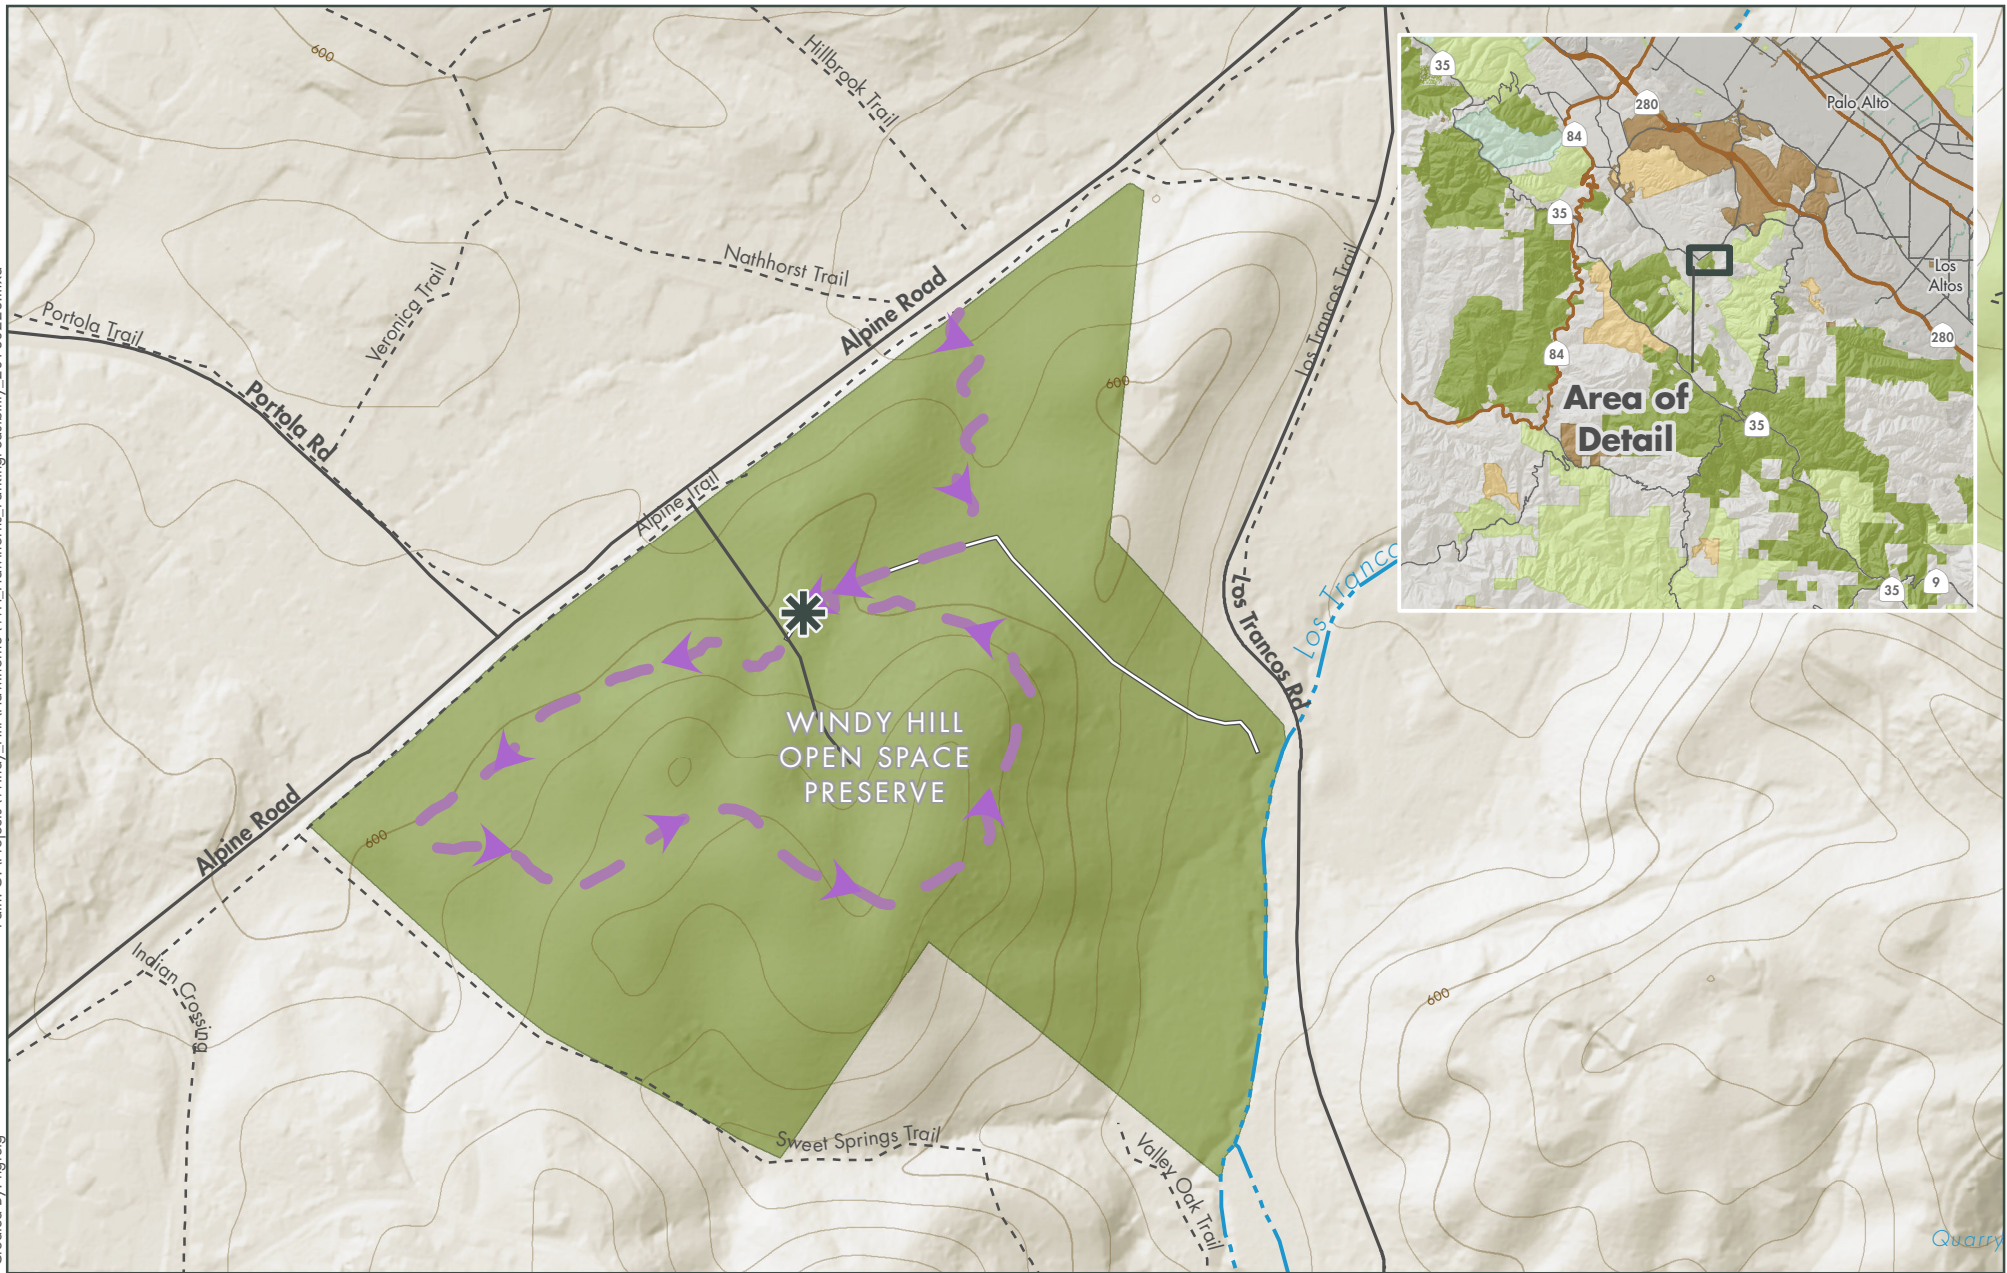 600
Hillbrook Trail
Nathhorst Trail
Veronica Trail
Portola Trail
Portola Rd
Alpine Road
Alpine Trail
Los Trancos Trail
600
Los Trancos Rd
WINDY HILL
OPEN SPACE
PRESERVE
Alpine Road
600
Indian Crossing
Sweet Springs Trail
Valley Oak Trail
600
Quarry
35
280
Palo Alto
84
35
Los
Altos
280
84
Area of
Detail
35
35
9